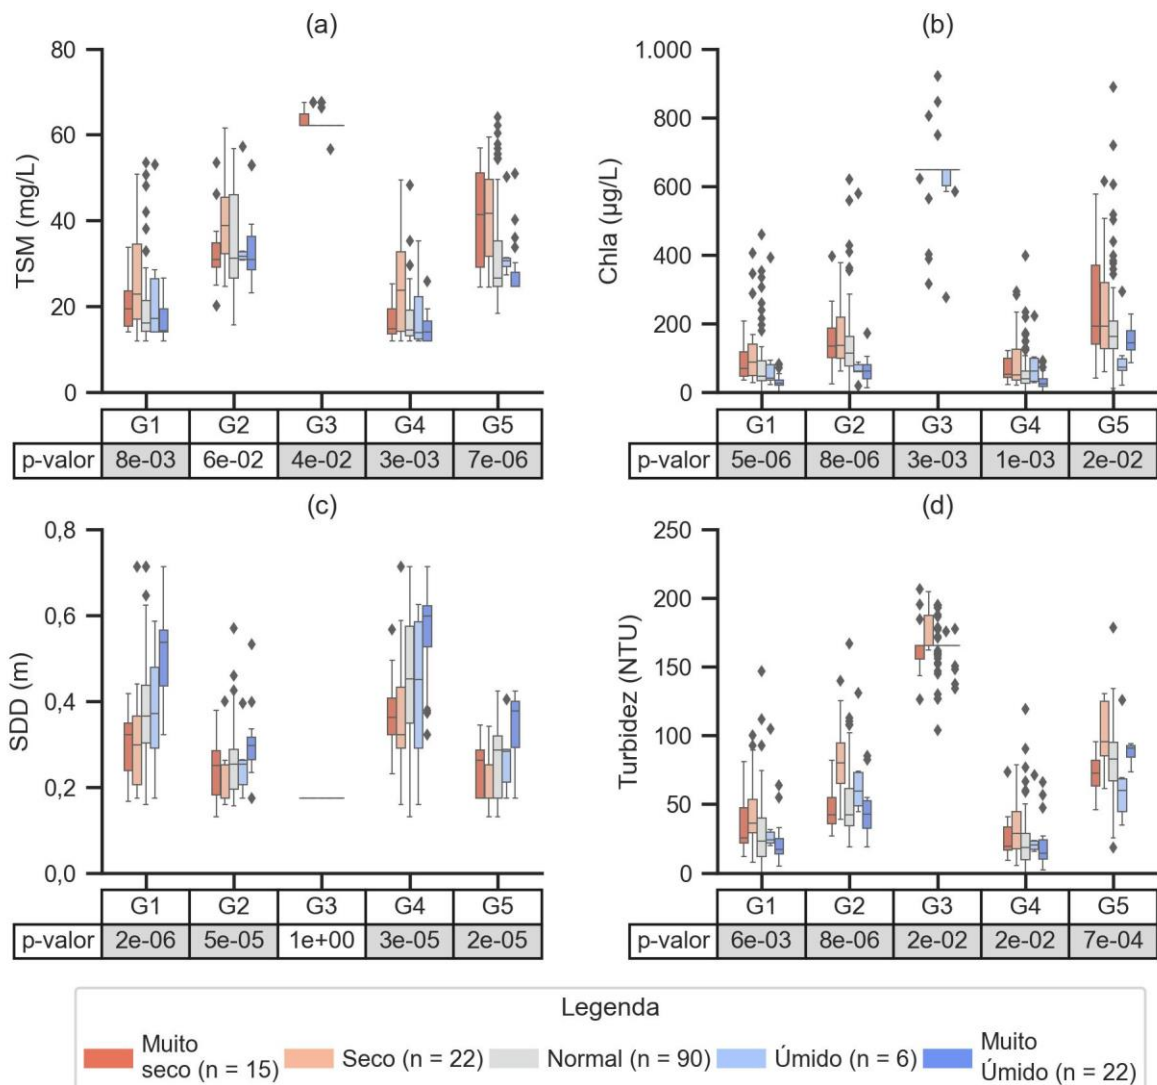 (a)
80
60
40
20
0
TSM (mg/L)
G1 G2 G3 G4 G5
p-valor 8e-03 6e-02 4e-02 3e-03 7e-06
(b)
1.000
800
600
400
200
0
Chla (µg/L)
G1 G2 G3 G4 G5
p-valor 5e-06 8e-06 3e-03 1e-03 2e-02
(c)
0,8
0,6
0,4
0,2
0,0
SDD (m)
G1 G2 G3 G4 G5
p-valor 2e-06 5e-05 1e+00 3e-05 2e-05
(d)
250
200
150
100
50
0
Turbidez (NTU)
G1 G2 G3 G4 G5
p-valor 6e-03 8e-06 2e-02 2e-02 7e-04
Legenda
Muito
seco (n = 15)
Seco (n = 22)
Normal (n = 90)
Úmido (n = 6)
Muito
Úmido (n = 22)